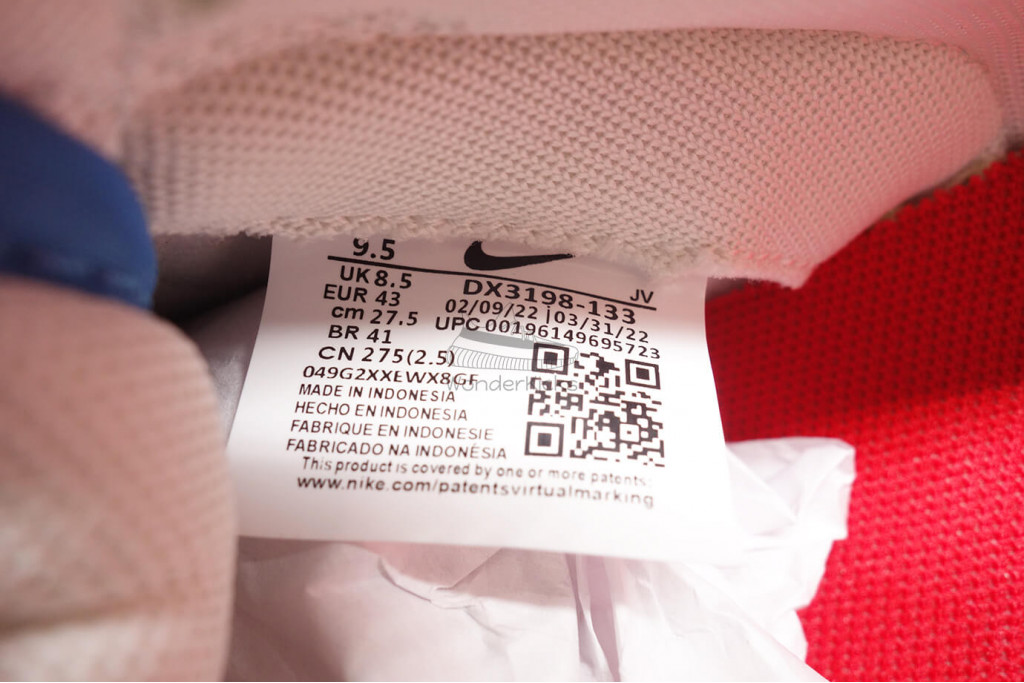 9.5
UK 8.5
EUR 43
cm 27.5
BR 41
CN 275(2.5)
JV
DX3198-133
02/09/22 | 03/31/22
UPC 00196149695723
049G2XXEWX8GF
MADE IN INDONESIA
HECHO EN INDONESIA
FABRIQUE EN INDONESIE
FABRICADO NA INDONÉSIA
This product is covered by one or more patents:
www.nike.com/patentsvirtualmarking
wonderkicks